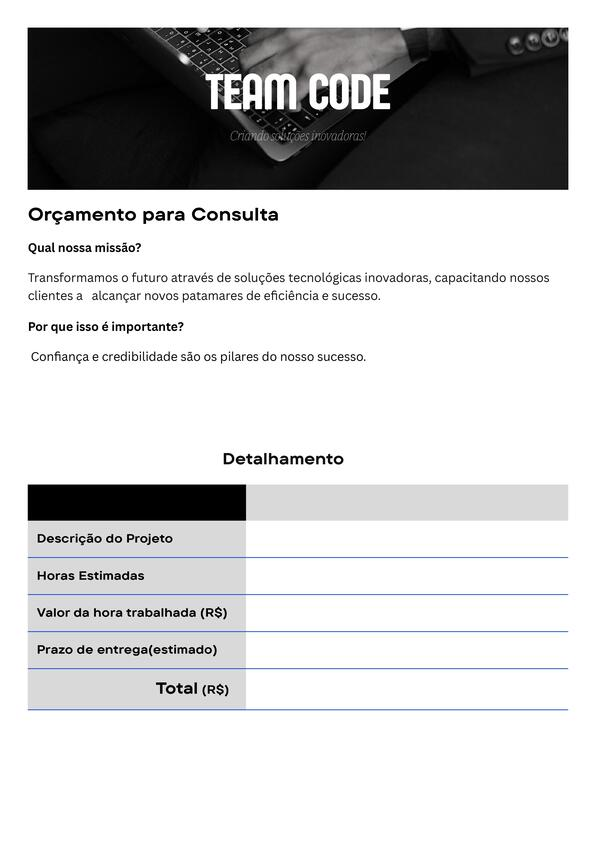 TEAM CODE
Criando soluções inovadoras!
Orçamento para Consulta
Qual nossa missão?
Transformamos o futuro através de soluções tecnológicas inovadoras, capacitando nossos
clientes a alcançar novos patamares de eficiência e sucesso.
Por que isso é importante?
Confiança e credibilidade são os pilares do nosso sucesso.
Detalhamento
Descrição do Projeto
Horas Estimadas
Valor da hora trabalhada (R$)
Prazo de entrega(estimado)
Total (R$)